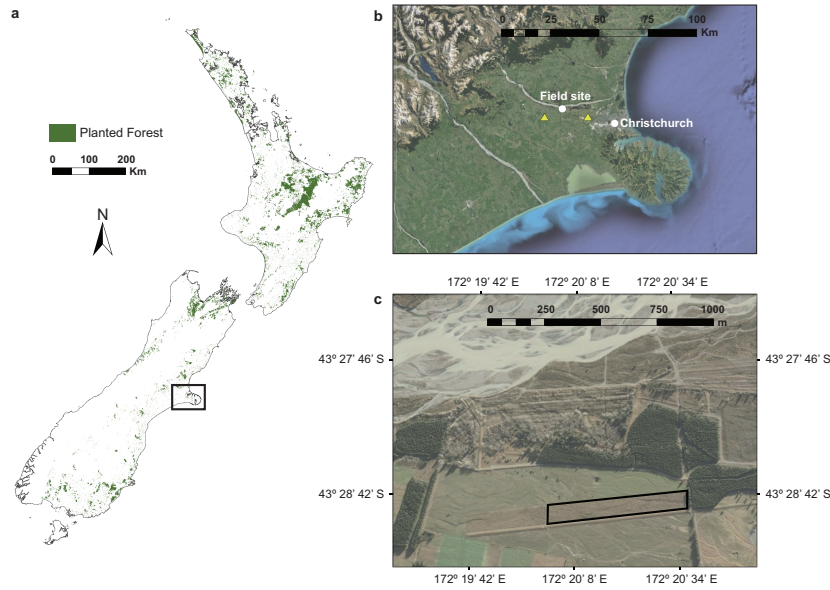 a
Planted Forest
0 100 200
Km
N
b
0 25 50 75 100
Km
Field site
Christchurch
172º 19' 42' E 172º 20' 8' E 172º 20' 34' E
c
0 250 500 750 1000
m
43º 27' 46' S 43º 27' 46' S
43º 28' 42' S 43º 28' 42' S
172º 19' 42' E 172º 20' 8' E 172º 20' 34' E